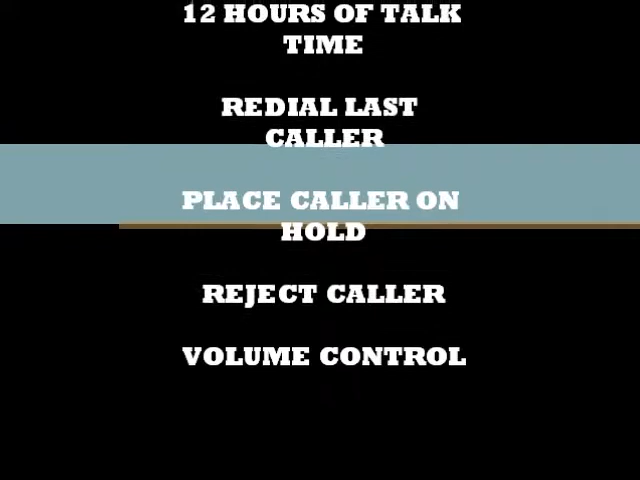 12 HOURS OF TALK
TIME
REDIAL LAST
CALLER
PLACE CALLER ON
HOLD
REJECT CALLER
VOLUME CONTROL